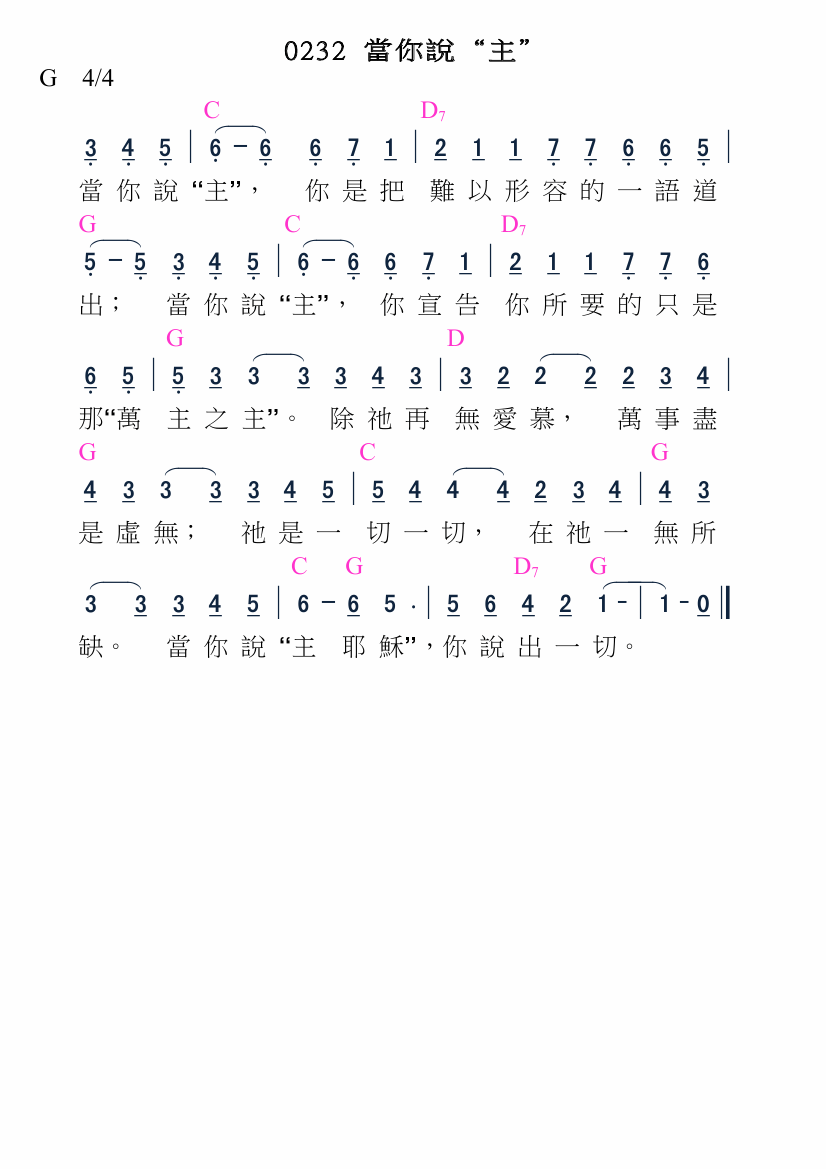 0232 當你說“主”
G 4/4
C D7
3 4 5 | 6 - 6 6 7 1 | 2 1 1 7 7 6 6 5 |
當你說“主”， 你是把 難以形容的一語道
G C D7
5 - 5 3 4 5 | 6 - 6 6 7 1 | 2 1 1 7 7 6
出； 當你說“主”， 你宣告 你所要的只是
G D
6 5 | 5 3 3 3 3 4 3 | 3 2 2 2 2 3 4 |
那“萬 主之主”。 除祂再 無愛慕， 萬事盡
G C G
4 3 3 3 3 4 5 | 5 4 4 4 2 3 4 | 4 3
是虛無； 祂是一 切一切， 在祂一 無所
C G D7 G
3 3 3 4 5 | 6 - 6 5 . | 5 6 4 2 1 - | 1 - 0 ||
缺。 當你說“主 耶穌”，你說出一切。